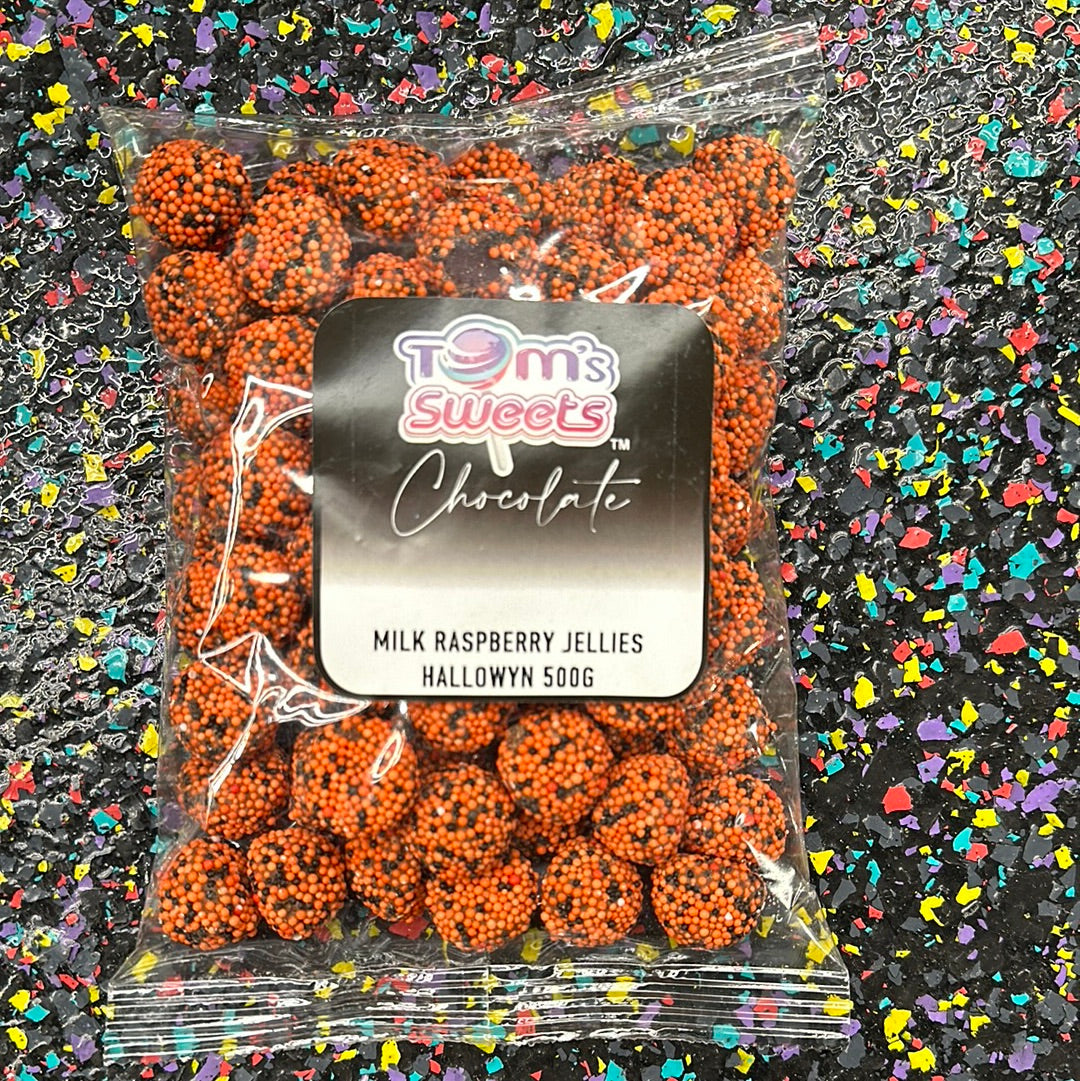 Tom's
Sweets
TM
Chocolate
MILK RASPBERRY JELLIES
HALLOWYN 500G